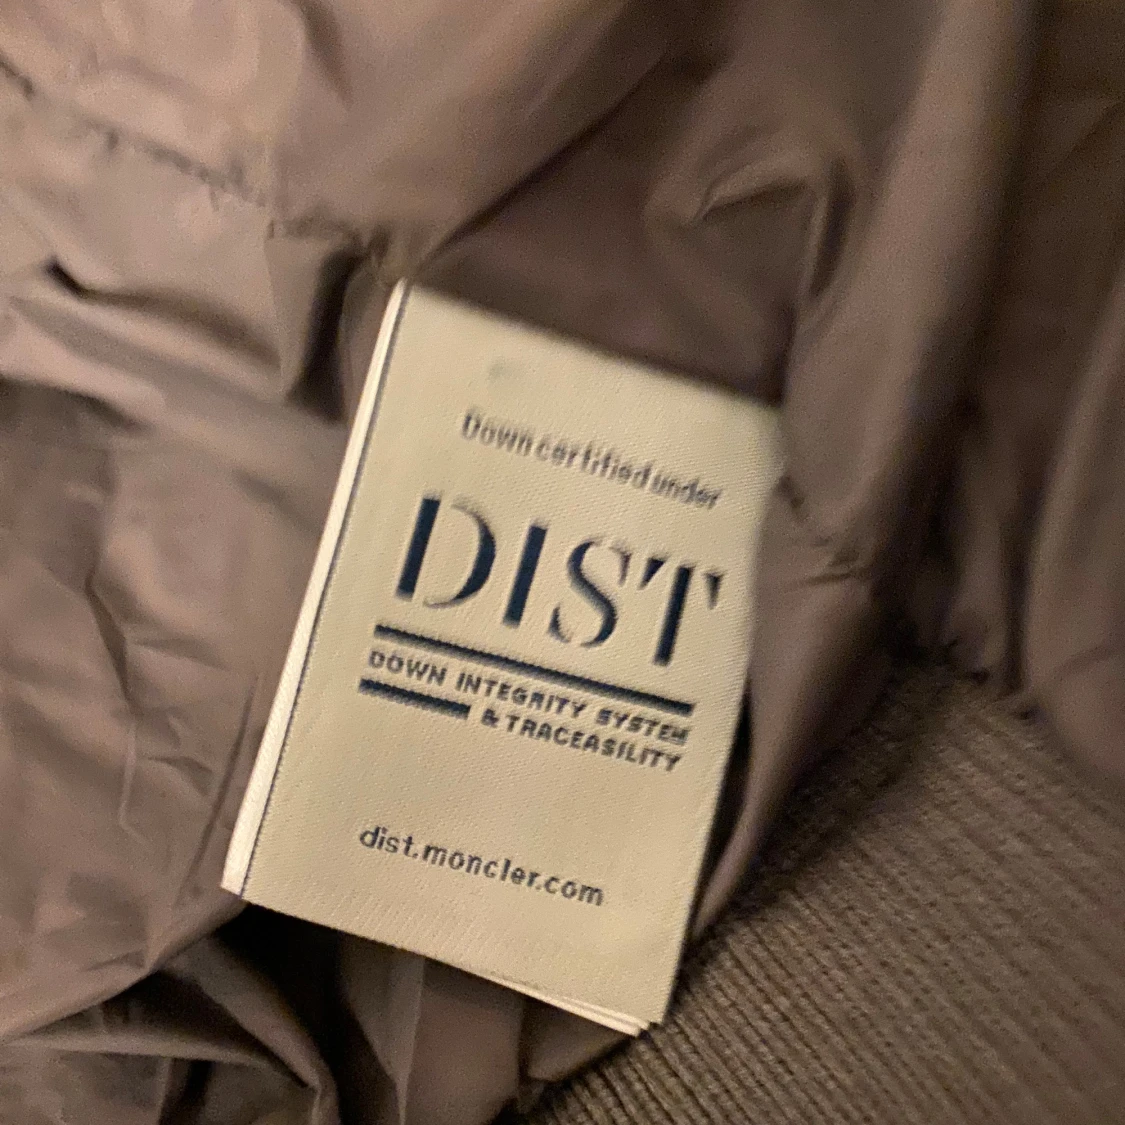 Down certified under
DIST
DOWN INTEGRITY SYSTEM
& TRACEABILITY
dist.moncler.com